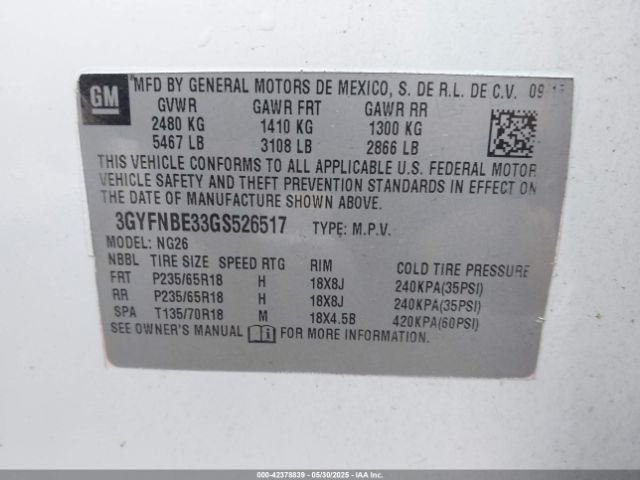 GM
MFD BY GENERAL MOTORS DE MEXICO, S. DE R.L. DE C.V.
GVWR GAWR FRT GAWR RR
2480 KG 1410 KG 1300 KG
5467 LB 3108 LB 2866 LB
THIS VEHICLE CONFORMS TO ALL APPLICABLE U.S. FEDERAL MOTOR
VEHICLE SAFETY AND THEFT PREVENTION STANDARDS IN EFFECT ON
THE DATE OF MANUFACTURE SHOWN ABOVE.
3GYFNBE33GS526517 TYPE: M.P.V.
MODEL: NG26
NBBL TIRE SIZE SPEED RTG RIM COLD TIRE PRESSURE
FRT P235/65R18 H 18X8J 240KPA(35PSI)
RR P235/65R18 H 18X8J 240KPA(35PSI)
SPA T135/70R18 M 18X4.5B 420KPA(60PSI)
SEE OWNER'S MANUAL FOR MORE INFORMATION.
000-42378839 - 05/30/2025 - IAAI.COM